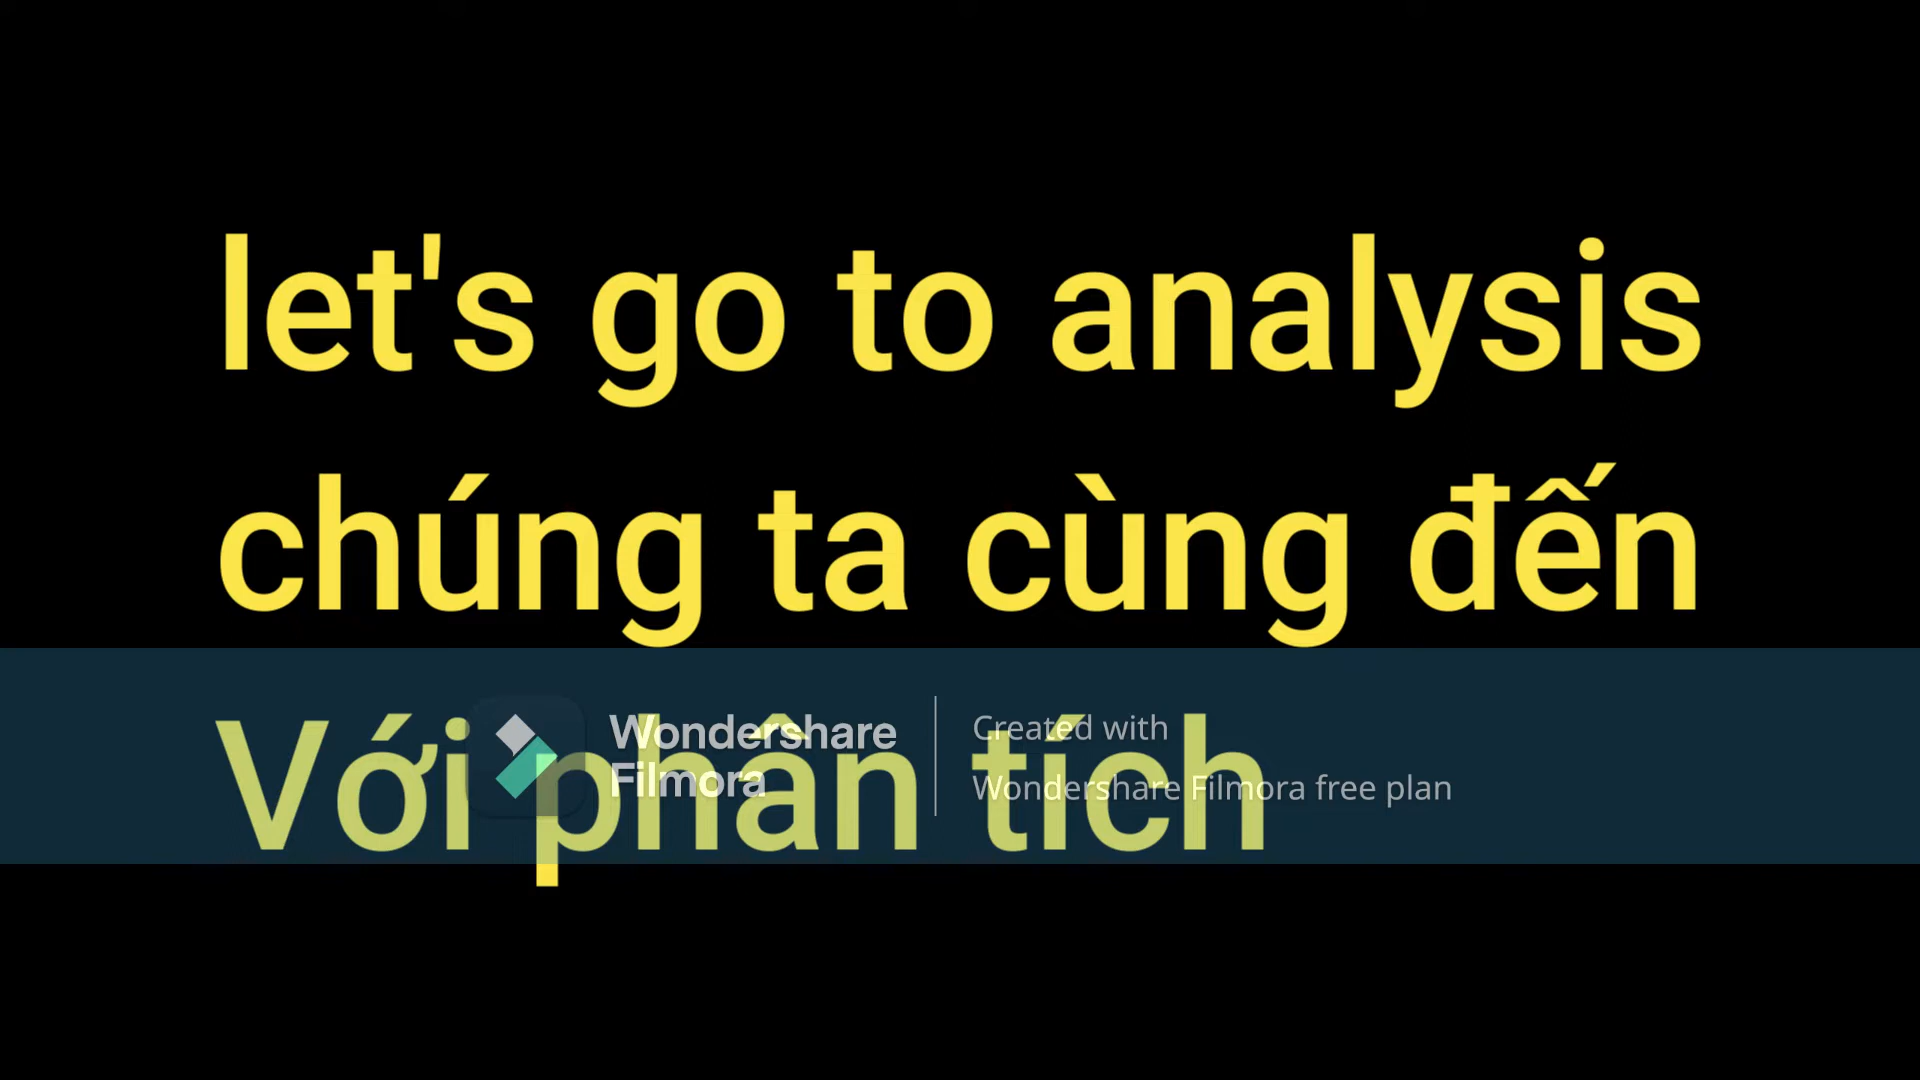 let's go to analysis
chúng ta cùng đến
Với phân tích
Wondershare
Filmora
Created with
Wondershare Filmora free plan